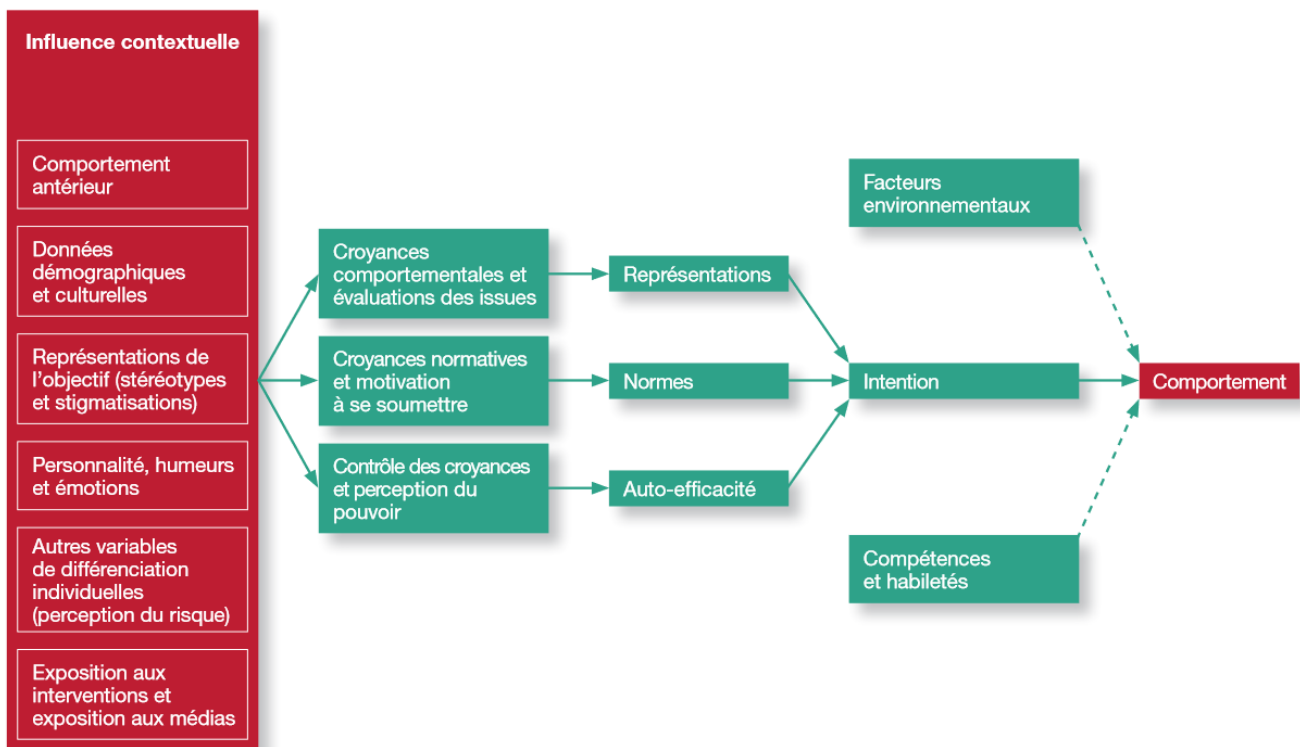 Influence contextuelle
Comportement
antérieur
Données
démographiques
et culturelles
Représentations de
l’objectif (stéréotypes
et stigmatisations)
Personnalité, humeurs
et émotions
Autres variables
de différenciation
individuelles
(perception du risque)
Exposition aux
interventions et
exposition aux médias
Croyances
comportementales et
évaluations des issues
Croyances normatives
et motivation
à se soumettre
Contrôle des croyances
et perception du
pouvoir
Représentations
Normes
Auto-efficacité
Facteurs
environnementaux
Intention
Compétences
et habiletés
Comportement